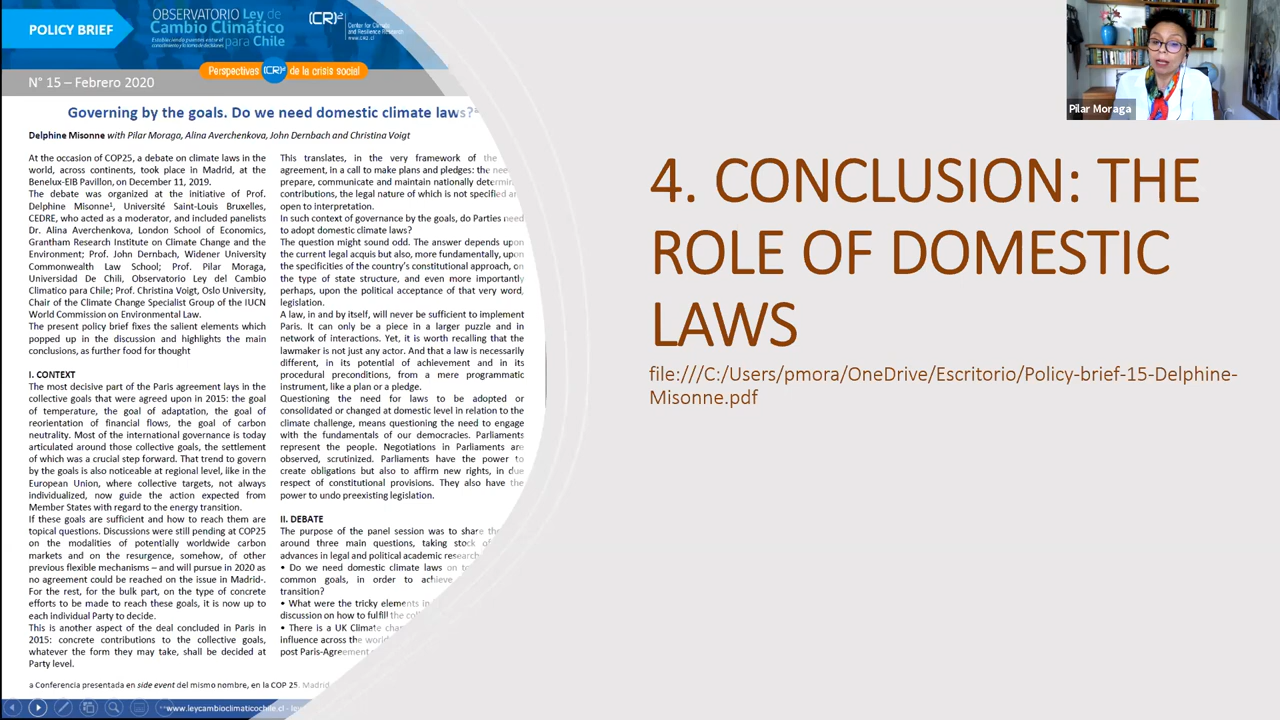 POLICY BRIEF
OBSERVATORIO Ley de
Cambio Climático
Estableciendo puentes entre el
conocimiento y la toma de decisiones
para Chile
(CR)2
Center for Climate
and Resilience Research
www.CR2.cl
Perspectivas (CR)2 de la crisis social
N° 15 – Febrero 2020
Governing by the goals. Do we need domestic climate laws?a
Delphine Misonne with Pilar Moraga, Alina Averchenkova, John Dernbach and Christina Voigt
At the occasion of COP25, a debate on climate laws in the
world, across continents, took place in Madrid, at the
Benelux-EIB Pavilion, on December 11, 2019.
The debate was organized at the initiative of Prof.
Delphine Misonne1, Université Saint-Louis Bruxelles,
CEDRE, who acted as a moderator, and included panelists
Dr. Alina Averchenkova, London School of Economics,
Grantham Research Institute on Climate Change and the
Environment; Prof. John Dernbach, Widener University
Commonwealth Law School; Prof. Pilar Moraga,
Universidad De Chili, Observatorio Ley del Cambio
Climatico para Chile; Prof. Christina Voigt, Oslo University,
Chair of the Climate Change Specialist Group of the IUCN
World Commission on Environmental Law.
The present policy brief fixes the salient elements which
popped up in the discussion and highlights the main
conclusions, as further food for thought
I. CONTEXT
The most decisive part of the Paris agreement lays in the
collective goals that were agreed upon in 2015: the goal
of temperature, the goal of adaptation, the goal of
reorientation of financial flows, the goal of carbon
neutrality. Most of the international governance is today
articulated around those collective goals, the settlement
of which was a crucial step forward. That trend to govern
by the goals is also noticeable at regional level, like in the
European Union, where collective targets, not always
individualized, now guide the action expected from
Member States with regard to the energy transition.
If these goals are sufficient and how to reach them are
topical questions. Discussions were still pending at COP25
on the modalities of potentially worldwide carbon
markets and on the resurgence, somehow, of other
previous flexible mechanisms – and will pursue in 2020 as
no agreement could be reached on the issue in Madrid-.
For the rest, for the bulk part, on the type of concrete
efforts to be made to reach these goals, it is now up to
each individual Party to decide.
This is another aspect of the deal concluded in Paris in
2015: concrete contributions to the collective goals,
whatever the form they may take, shall be decided at
Party level.
This translates, in the very framework of the
agreement, in a call to make plans and pledges: the
prepare, communicate and maintain nationally
contributions, the legal nature of which is not specified
open to interpretation.
In such context of governance by the goals, do Parties need
to adopt domestic climate laws?
The question might sound odd. The answer depends upon
the current legal acquis but also, more fundamentally, upon
the specificities of the country's constitutional approach, on
the type of state structure, and even more importantly
perhaps, upon the political acceptance of that very word,
legislation.
A law, in and by itself, will never be sufficient to implement
Paris. It can only be a piece in a larger puzzle and in
network of interactions. Yet, it is worth recalling that the
lawmaker is not just any actor. And that a law is necessarily
different, in its potential of achievement and in its
procedural preconditions, from a mere programmatic
instrument, like a plan or a pledge.
Questioning the need for laws to be adopted or
consolidated or changed at domestic level in relation to the
climate challenge, means questioning the need to engage
with the fundamentals of our democracies. Parliaments
represent the people. Negotiations in Parliaments are
observed, scrutinized. Parliaments have the power to
create obligations but also to affirm new rights, in due
respect of constitutional provisions. They also have the
power to undo preexisting legislation.
II. DEBATE
The purpose of the panel session was to share
around three main questions, taking stock
advances in legal and political academic research
• Do we need domestic climate laws on
common goals, in order to achieve
transition?
• What were the tricky elements in
discussion on how to fulfill the
• There is a UK Climate
influence across the
post Paris-Agreement
a Conferencia presentada en side event del mismo nombre, en la COP 25. Madrid
www.leycambioclimaticochile.cl -
Pilar Moraga
4. CONCLUSION: THE
ROLE OF DOMESTIC
LAWS
file:///C:/Users/pmora/OneDrive/Escritorio/Policy-brief-15-Delphine-
Misonne.pdf